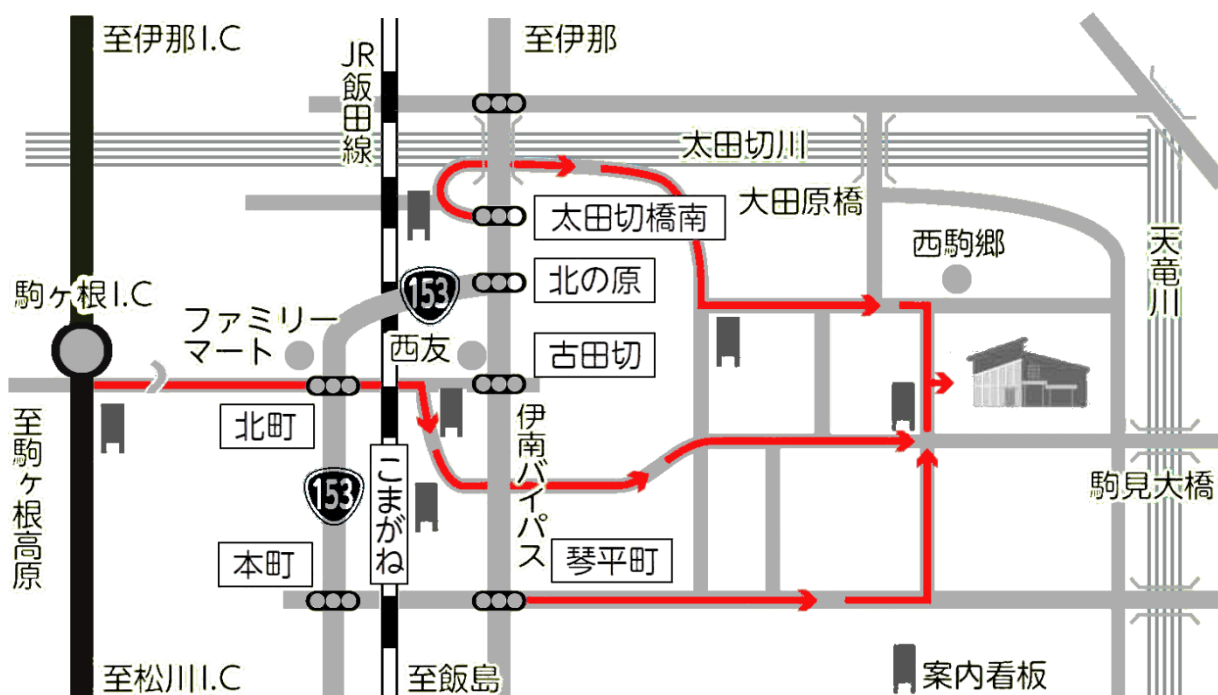 至伊那I.C
至伊那
JR飯田線
太田切川
太田切橋南
大田原橋
西駒郷
天竜川
北の原
153
駒ヶ根I.C
ファミリー
マート
西友
古田切
北町
至駒ヶ根高原
伊南バイパス
こまがね
153
駒見大橋
本町
琴平町
至松川I.C
至飯島
案内看板